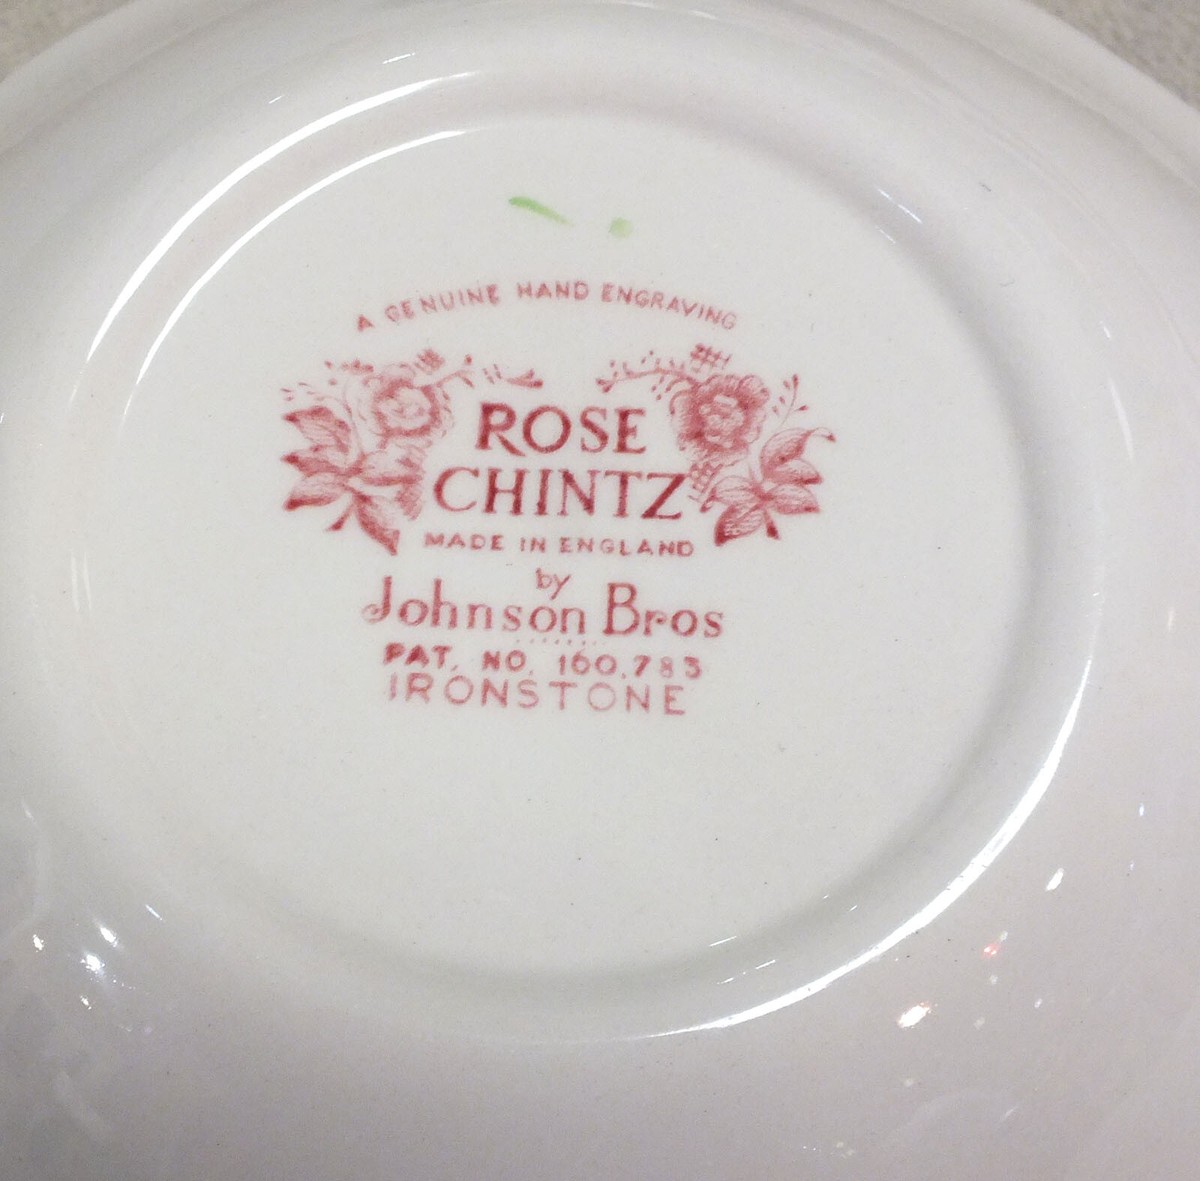 A GENUINE HAND ENGRAVING
ROSE
CHINTZ
MADE IN ENGLAND
by
Johnson Bros
PAT. NO. 160,783
IRONSTONE